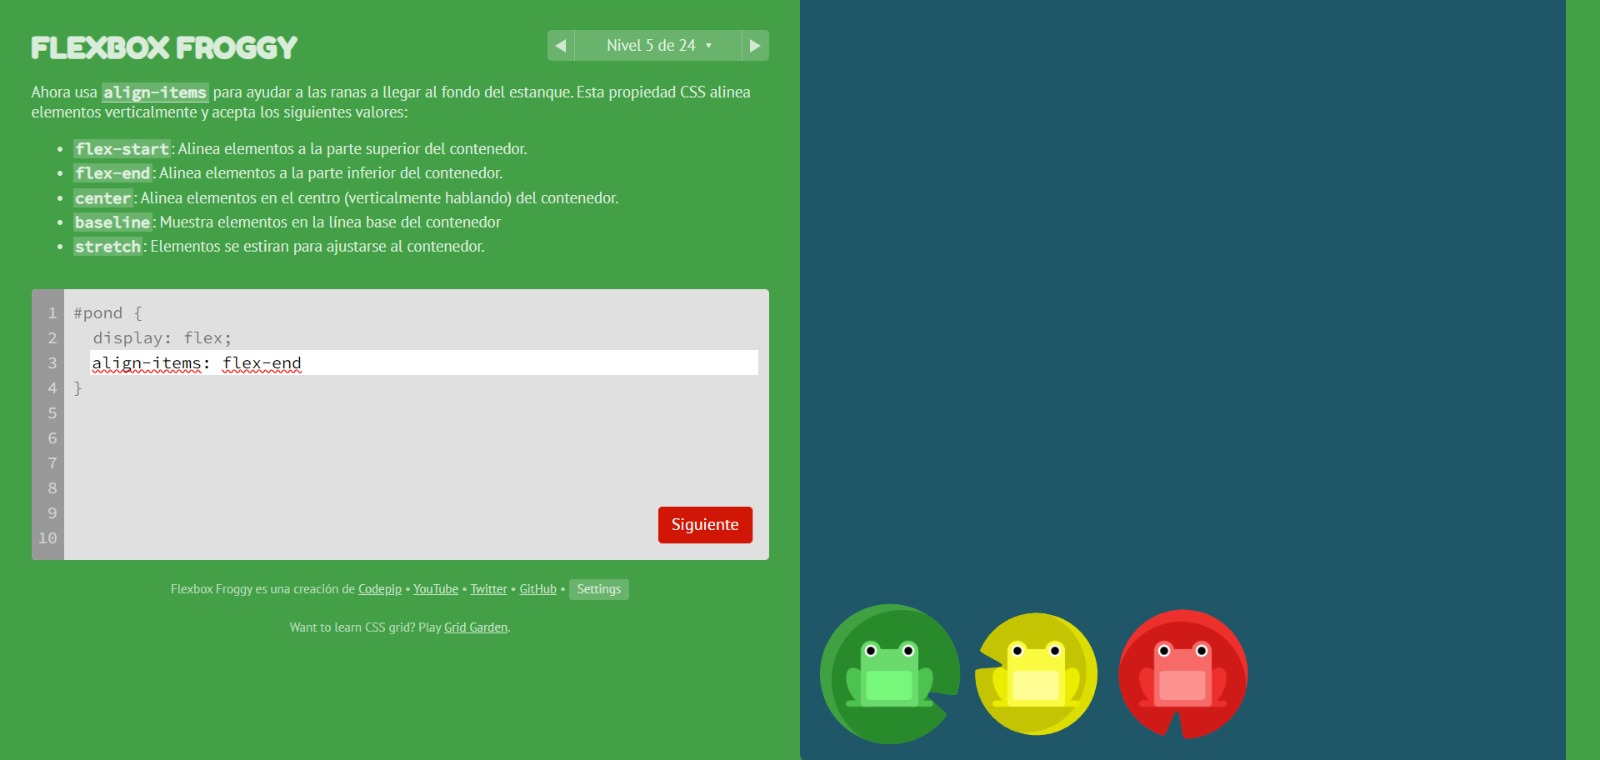 FLEXBOX FROGGY
Nivel 5 de 24
Ahora usa align-items para ayudar a las ranas a llegar al fondo del estanque. Esta propiedad CSS alinea
elementos verticalmente y acepta los siguientes valores:
• flex-start: Alinea elementos a la parte superior del contenedor.
• flex-end: Alinea elementos a la parte inferior del contenedor.
• center: Alinea elementos en el centro (verticalmente hablando) del contenedor.
• baseline: Muestra elementos en la línea base del contenedor
• stretch: Elementos se estiran para ajustarse al contenedor.
1 #pond {
2 display: flex;
3 align-items: flex-end
4 }
5
6
7
8
9
10
Siguiente
Flexbox Froggy es una creación de Codepip • YouTube • Twitter • GitHub • Settings
Want to learn CSS grid? Play Grid Garden.